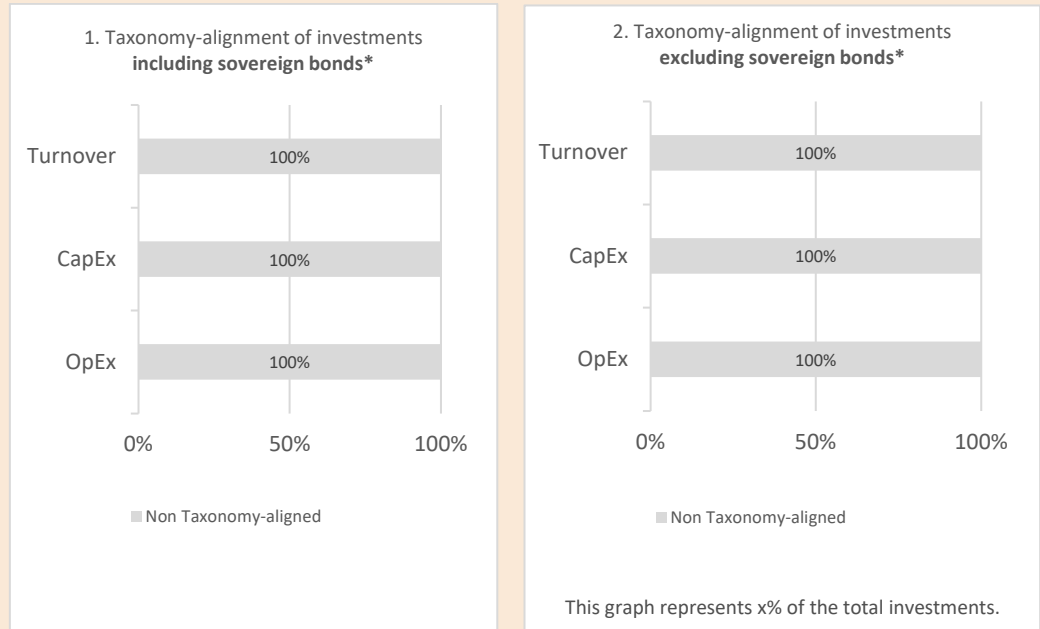 1. Taxonomy-alignment of investments
including sovereign bonds*
Turnover
100%
CapEx
100%
OpEx
100%
0%
50%
100%
Non Taxonomy-aligned
2. Taxonomy-alignment of investments
excluding sovereign bonds*
Turnover
100%
CapEx
100%
OpEx
100%
0%
50%
100%
Non Taxonomy-aligned
This graph represents x% of the total investments.